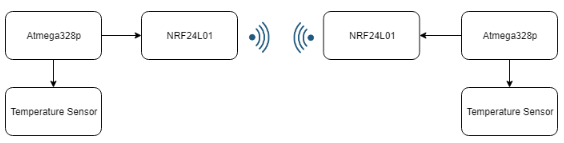 Atmega328p
NRF24L01
NRF24L01
Atmega328p
Temperature Sensor
Temperature Sensor